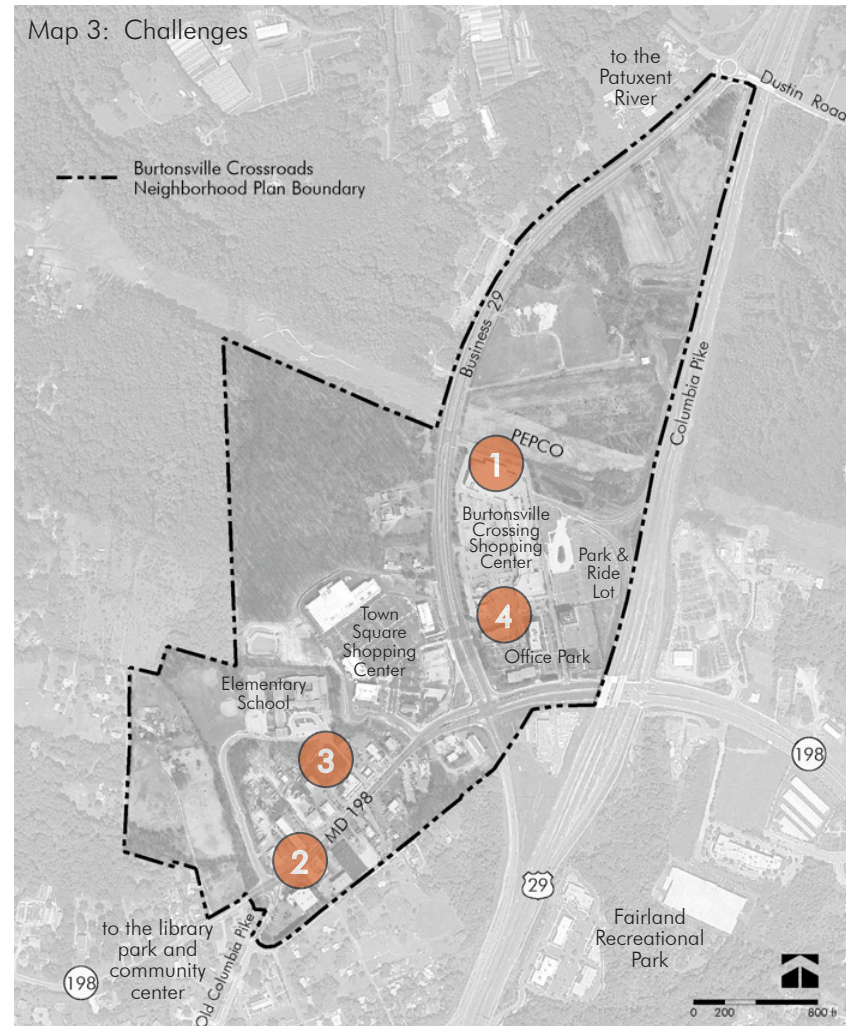 Map 3:  Challenges
to the
Patuxent
River
Dustin Road
Burtonsville Crossroads
Neighborhood Plan Boundary
Business 29
Columbia Pike
PEPCO
1
Burtonsville
Crossing
Shopping
Center
Park &
Ride
Lot
4
Town
Square
Shopping
Center
Office Park
Elementary
School
3
198
MD 198
2
29
Fairland
Recreational
Park
to the library
park and
community
center
198
Old Columbia Pike
0 200 800 ft